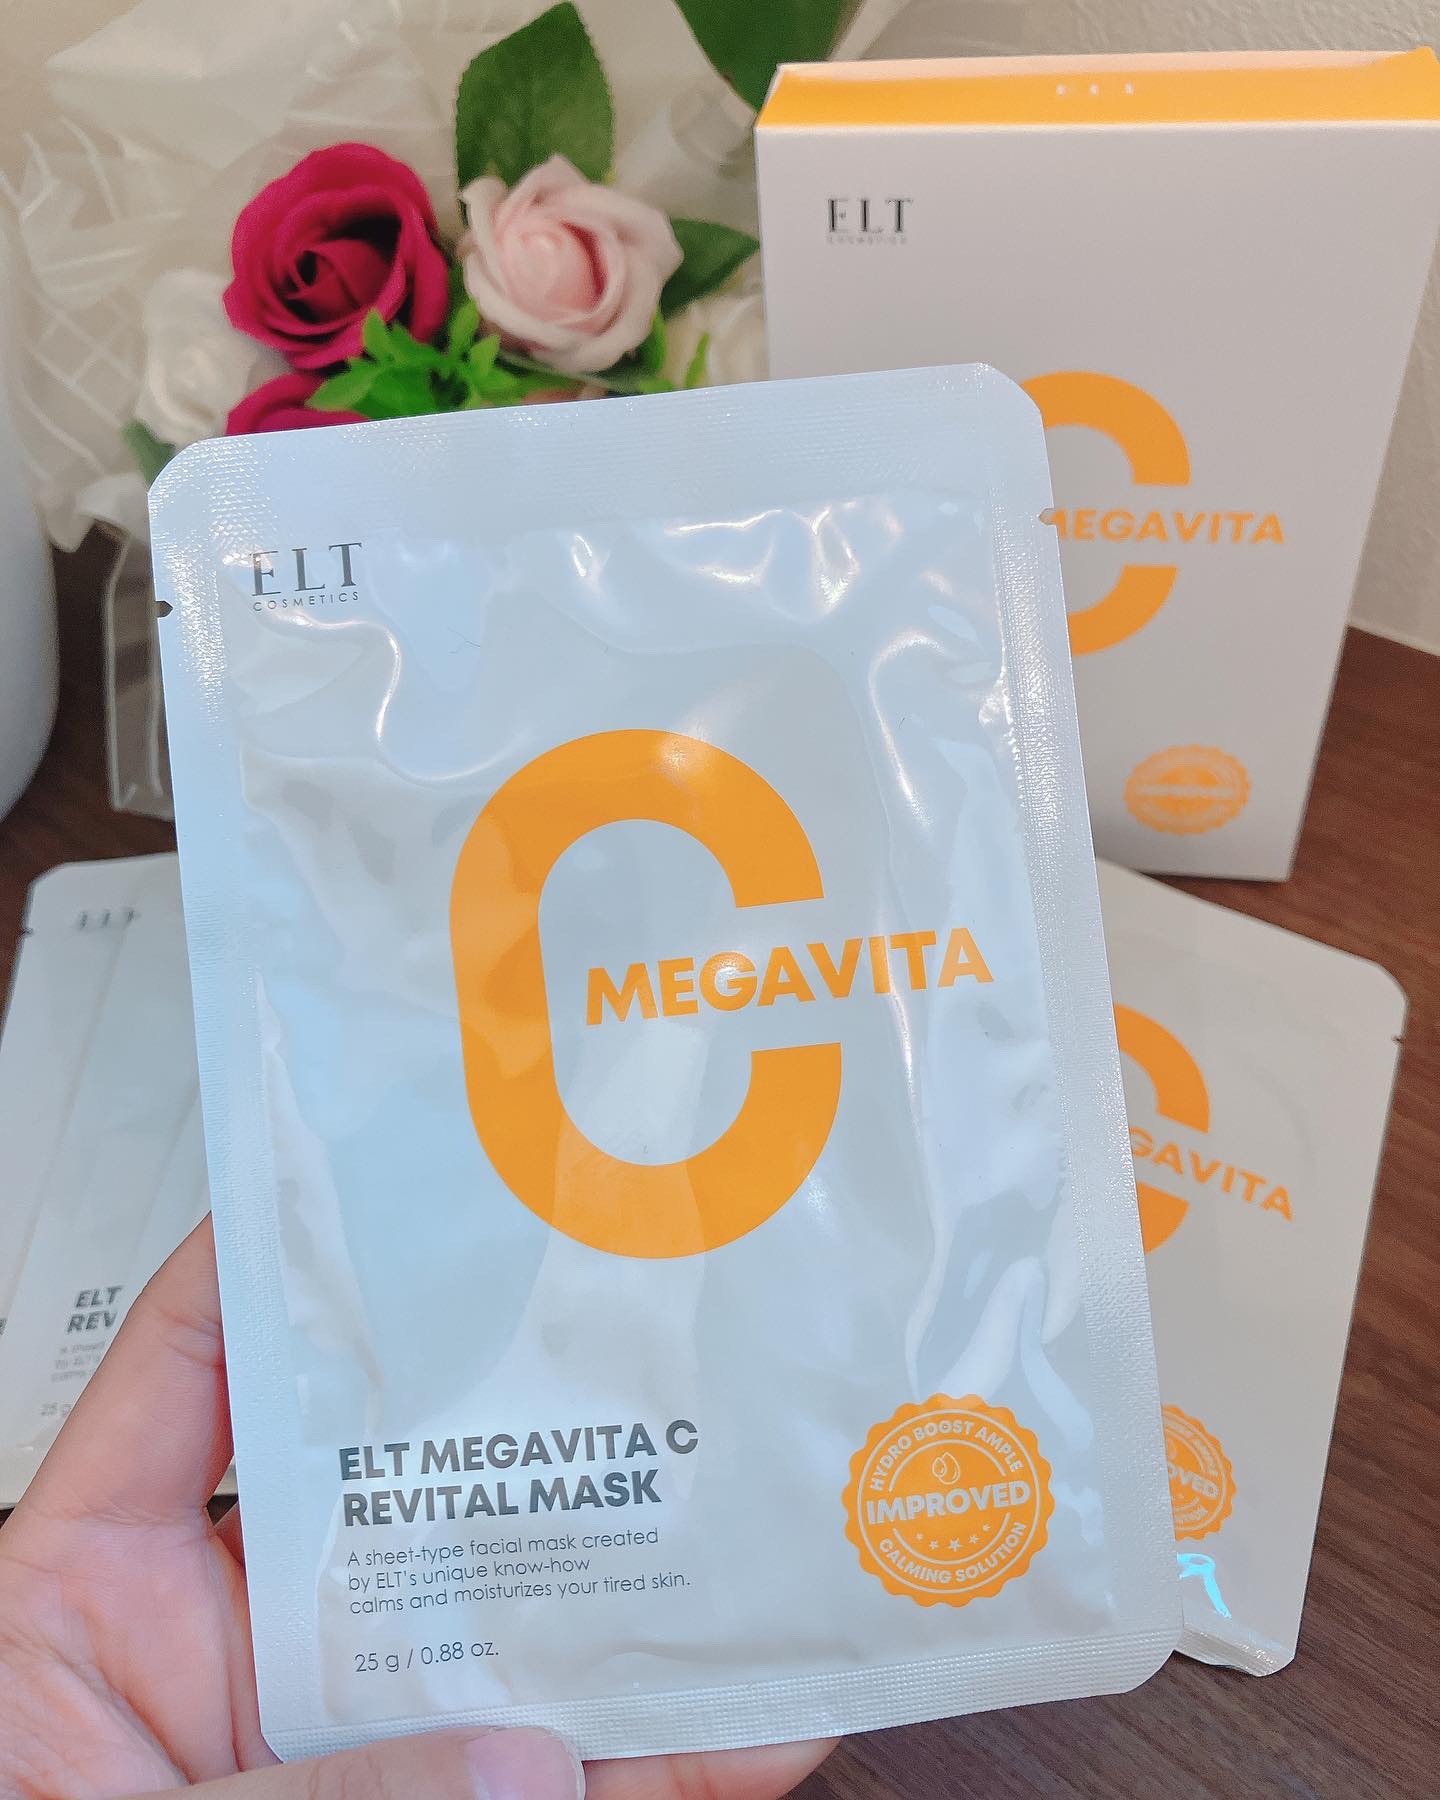 ELT
COSMETICS
MEGAVITA
ELT
COSMETICS
C
MEGAVITA
ELT MEGAVITA C
REVITAL MASK
A sheet-type facial mask created
by ELT's unique know-how
calms and moisturizes your tired skin.
25 g / 0.88 oz.
HYDRO BOOST AMPLE
IMPROVED
CALMING SOLUTION
GAVITA
OVED
ELT
REV
25 g